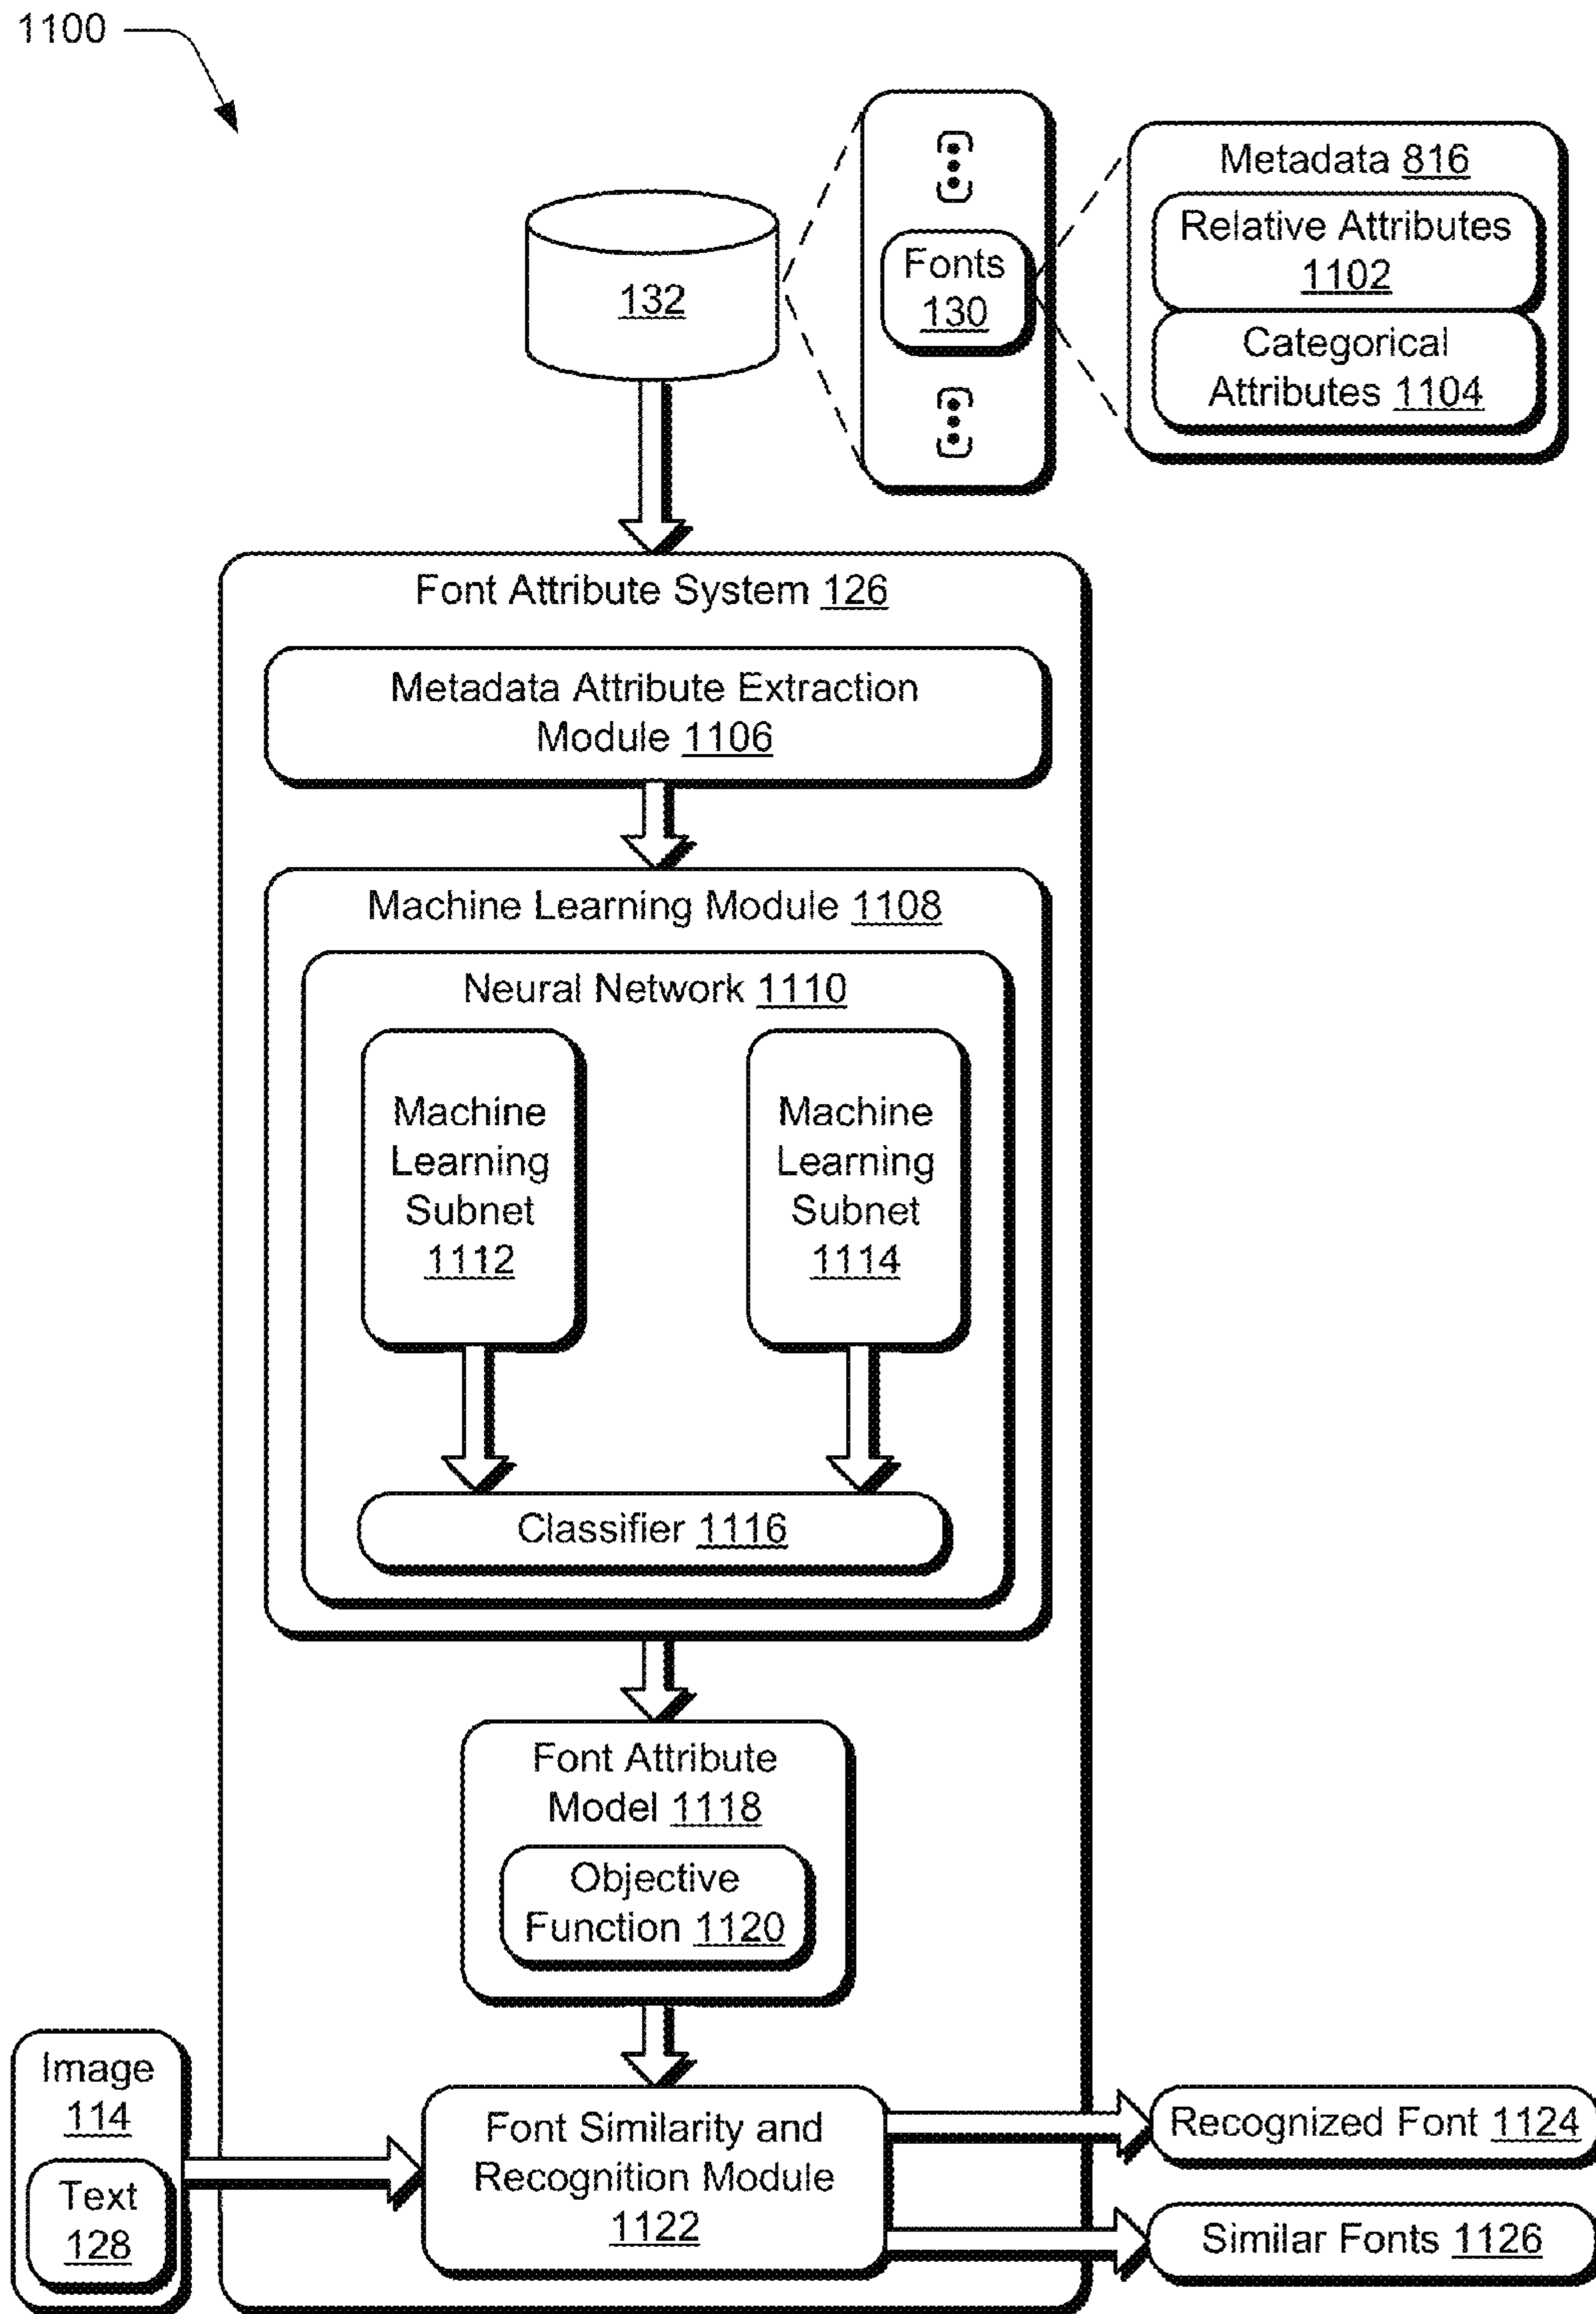 1100
132
Fonts
130
Metadata 816
Relative Attributes
1102
Categorical
Attributes 1104
Font Attribute System 126
Metadata Attribute Extraction
Module 1106
Machine Learning Module 1108
Neural Network 1110
Machine
Learning
Subnet
1112
Machine
Learning
Subnet
1114
Classifier 1116
Font Attribute
Model 1118
Objective
Function 1120
Image
114
Text
128
Font Similarity and
Recognition Module
1122
Recognized Font 1124
Similar Fonts 1126